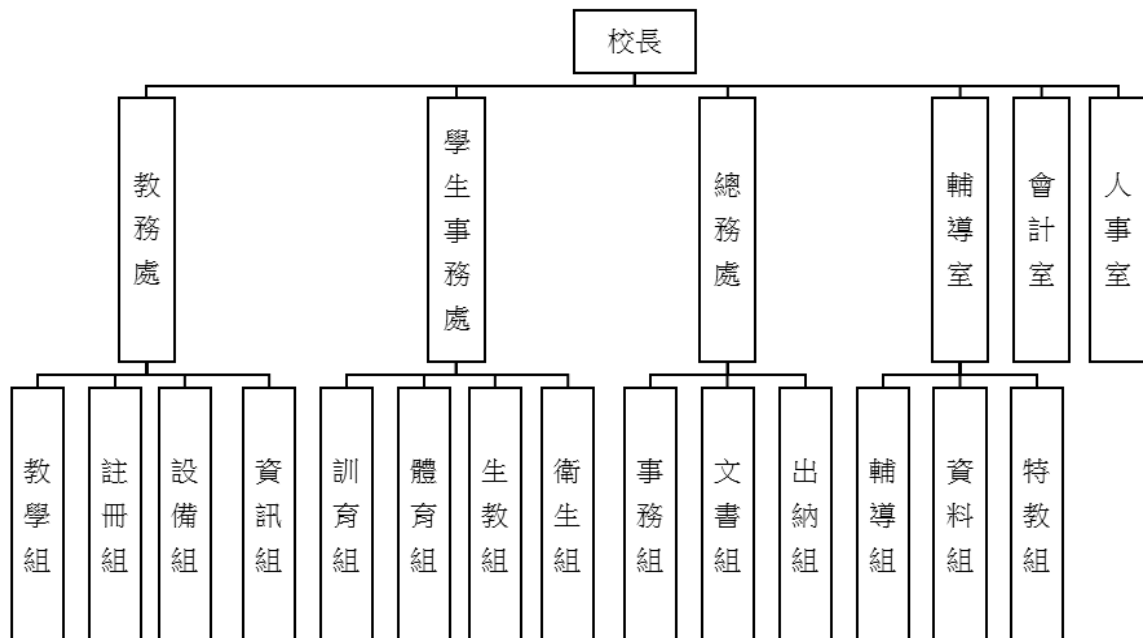 校長
教務處
學生事務處
總務處
輔導室
會計室
人事室
教學組
註冊組
設備組
資訊組
訓育組
體育組
生教組
衛生組
事務組
文書組
出納組
輔導組
資料組
特教組